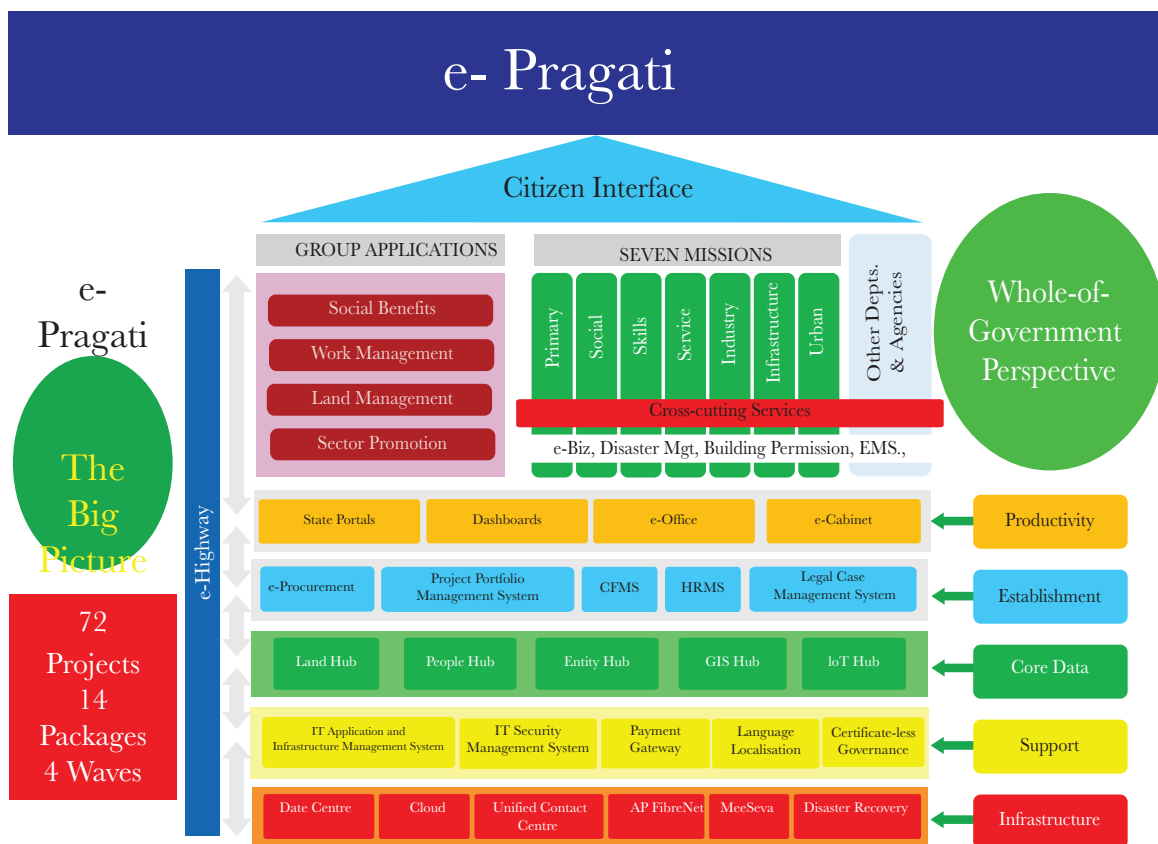 e- Pragati
Citizen Interface
GROUP APPLICATIONS
SEVEN MISSIONS
Social Benefits
Work Management
Land Management
Sector Promotion
Primary
Social
Skills
Service
Industry
Infrastructure
Urban
Other Depts.
& Agencies
Cross-cutting Services
e-Biz, Disaster Mgt, Building Permission, EMS.,
e-
Pragati
The
Big
Picture
72
Projects
14
Packages
4 Waves
e-Highway
Whole-of-
Government
Perspective
State Portals
Dashboards
e-Office
e-Cabinet
Productivity
e-Procurement
Project Portfolio
Management System
CFMS
HRMS
Legal Case
Management System
Establishment
Land Hub
People Hub
Entity Hub
GIS Hub
loT Hub
Core Data
IT Application and
Infrastructure Management System
IT Security
Management System
Payment
Gateway
Language
Localisation
Certificate-less
Governance
Support
Date Centre
Cloud
Unified Contact
Centre
AP FibreNet
MeeSeva
Disaster Recovery
Infrastructure